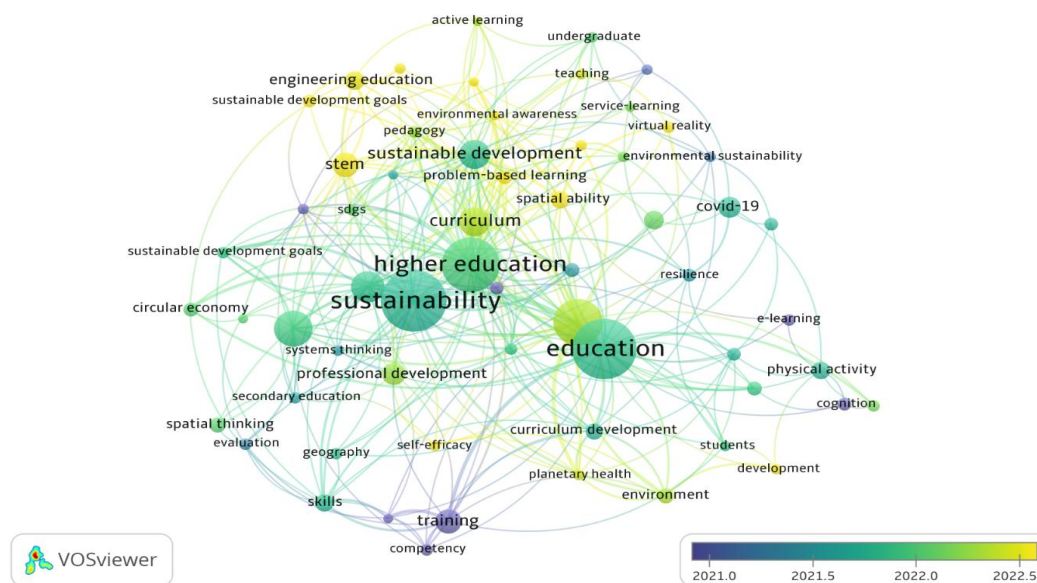 active learning
undergraduate
engineering education
teaching
sustainable development goals
service-learning
environmental awareness
virtual reality
pedagogy
sustainable development
environmental sustainability
stem
problem-based learning
spatial ability
covid-19
sdgs
curriculum
sustainable development goals
higher education
resilience
sustainability
circular economy
e-learning
systems thinking
education
professional development
physical activity
secondary education
cognition
spatial thinking
curriculum development
evaluation
self-efficacy
students
geography
planetary health
development
skills
environment
training
competency
VOSviewer
2021.0 2021.5 2022.0 2022.5